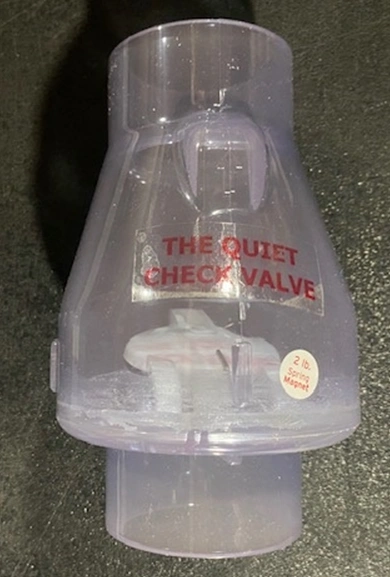 THE QUIET
CHECK VALVE
2 lb.
Spring
Magnet